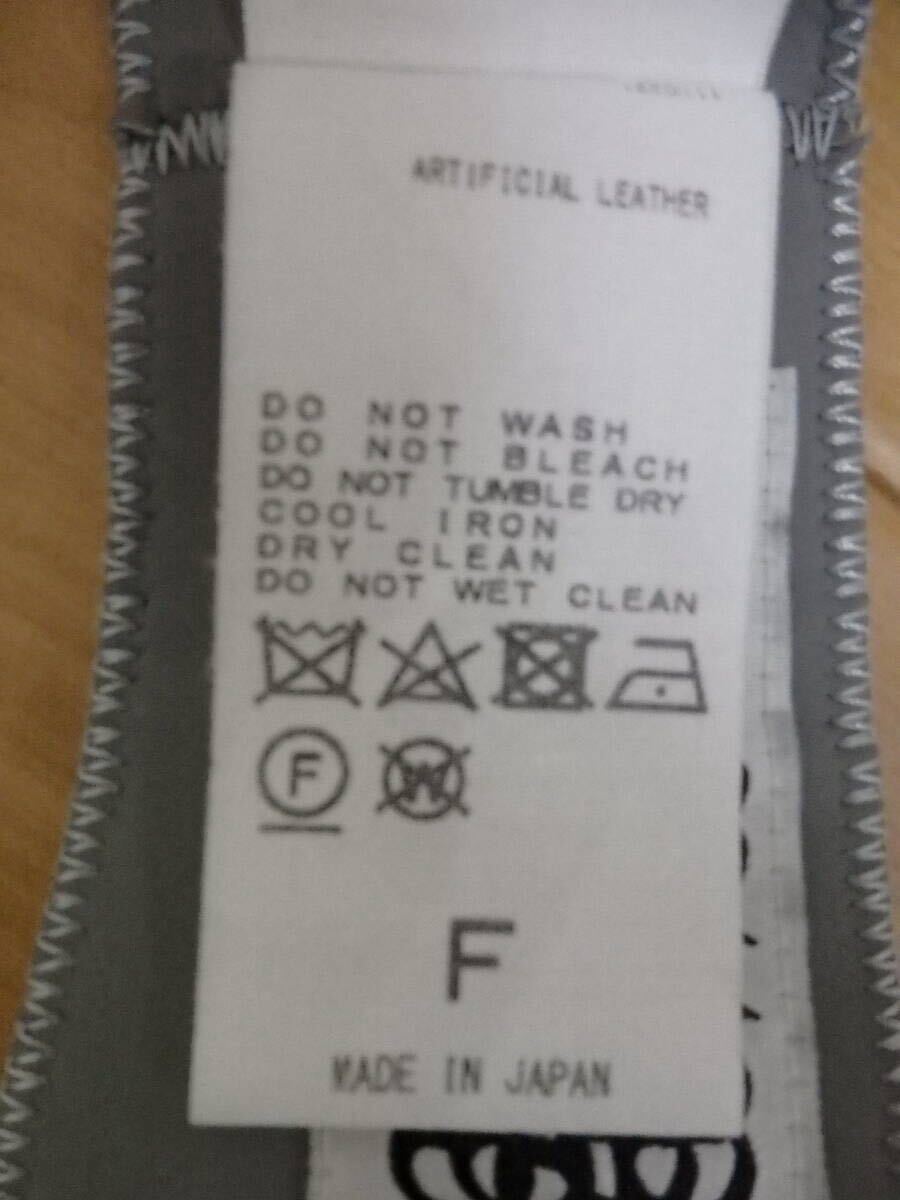 ARTIFICIAL LEATHER
DO NOT WASH
DO NOT BLEACH
DO NOT TUMBLE DRY
COOL IRON
DRY CLEAN
DO NOT WET CLEAN
F W
F
MADE IN JAPAN